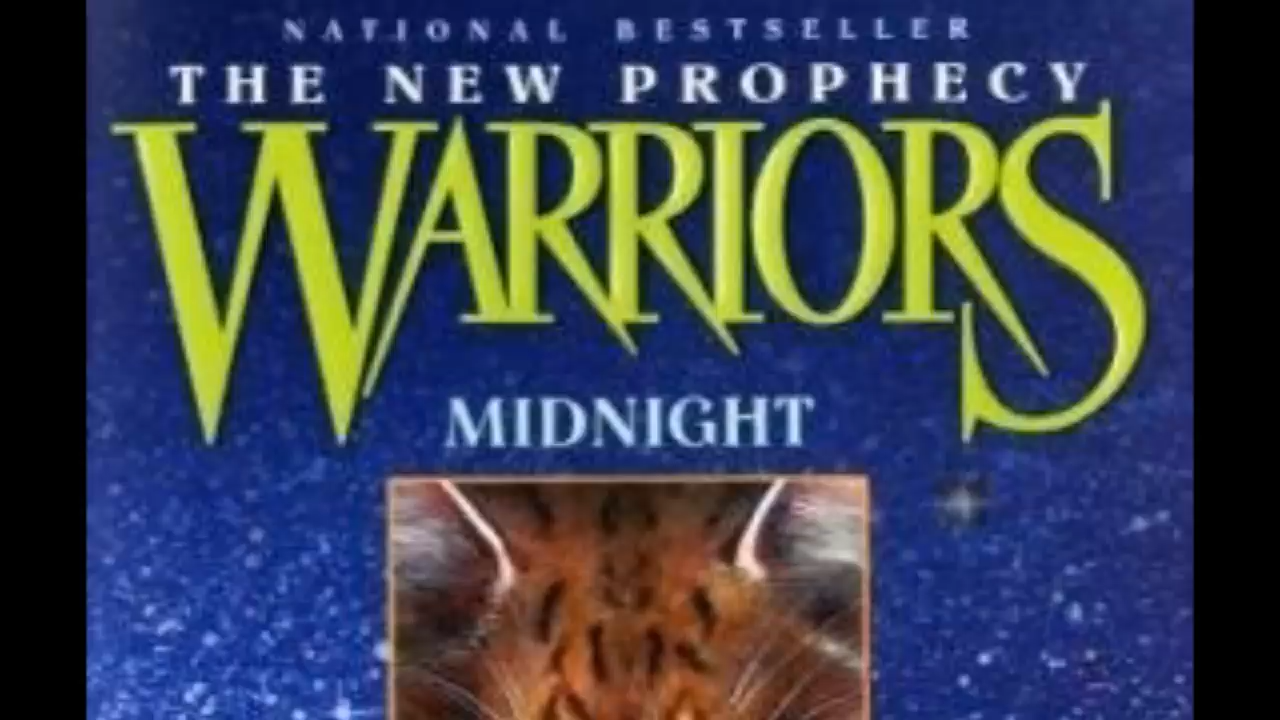 NATIONAL BESTSELLER
THE NEW PROPHECY
WARRIORS
MIDNIGHT